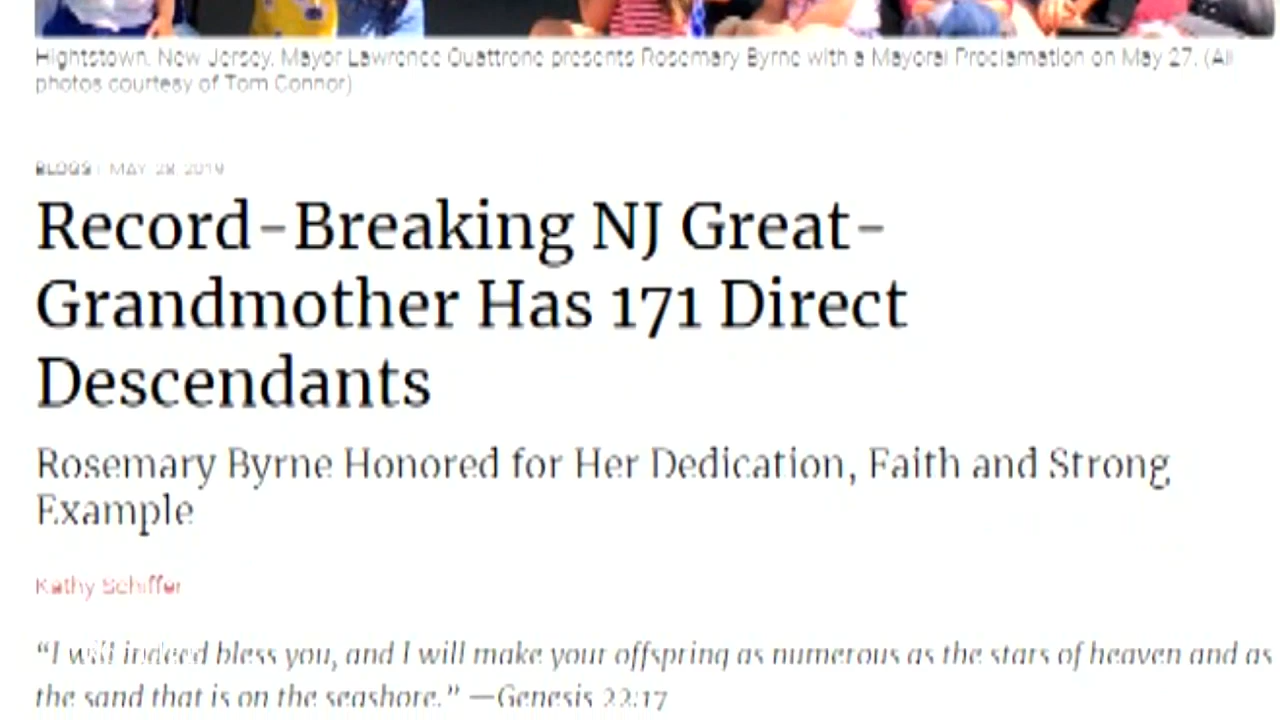 Hightstown, New Jersey, Mayor Lawrence Quattrone presents Rosemary Byrne with a Mayoral Proclamation on May 27. (All
photos courtesy of Tom Connor)
BLOGS | MAY. 28, 2019
Record-Breaking NJ Great-
Grandmother Has 171 Direct
Descendants
Rosemary Byrne Honored for Her Dedication, Faith and Strong
Example
Kathy Schiffer
“I will indeed bless you, and I will make your offspring as numerous as the stars of heaven and as
the sand that is on the seashore.” —Genesis 22:17